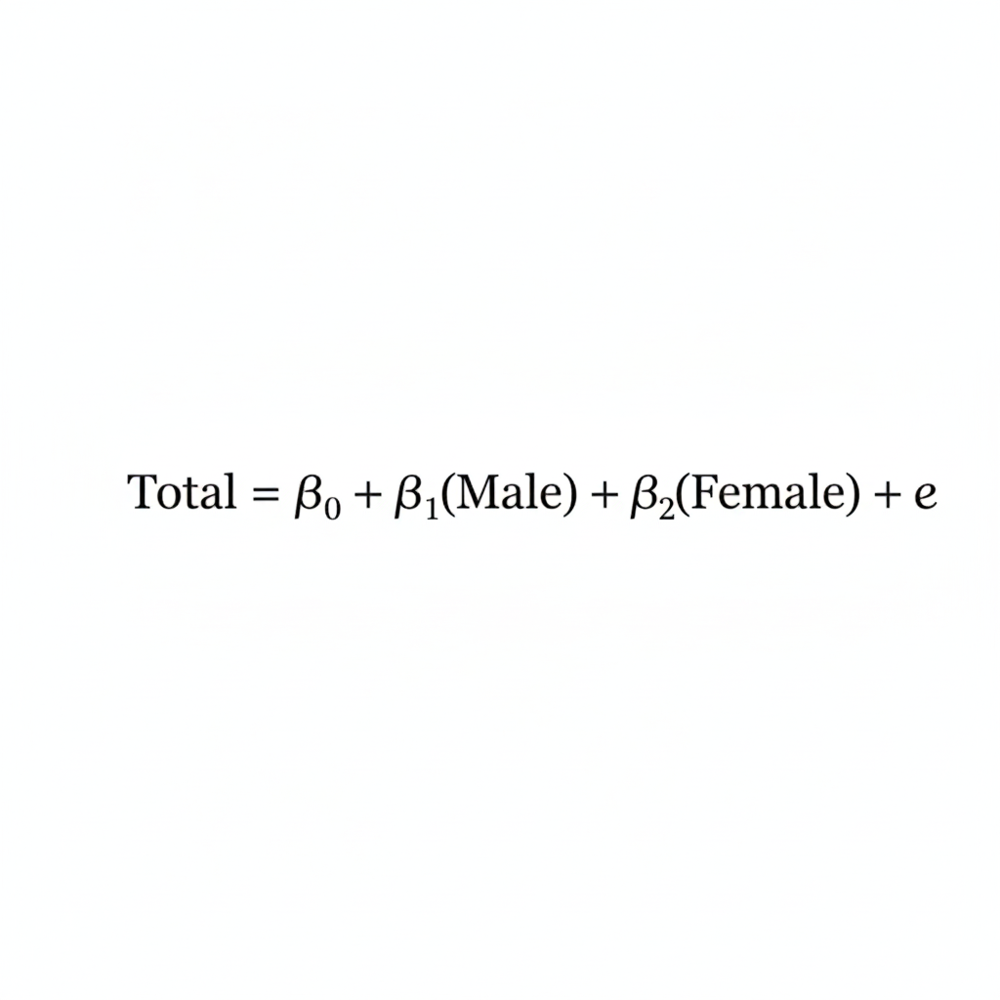 Total = β₀ + β₁(Male) + β₂(Female) + e